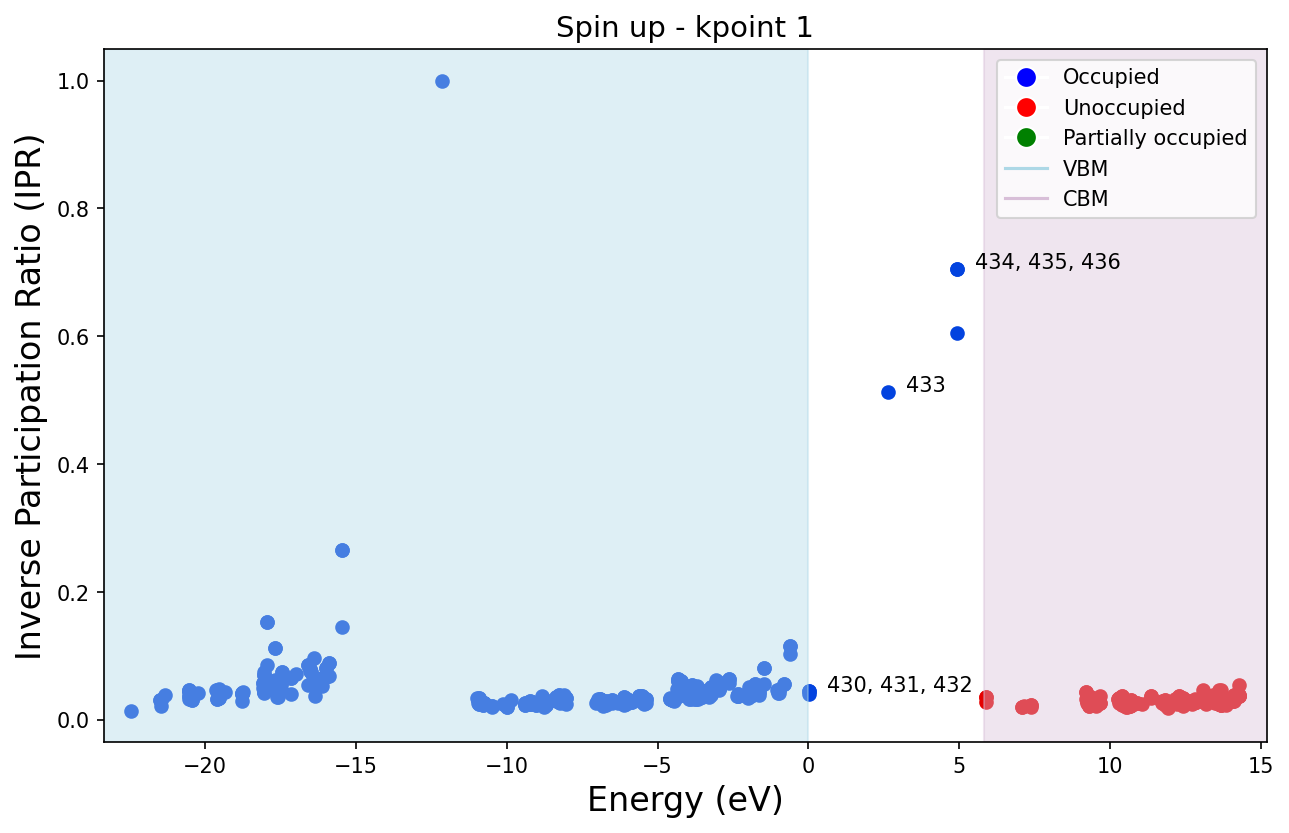 Spin up - kpoint 1
Inverse Participation Ratio (IPR)
1.0
0.8
0.6
0.4
0.2
0.0
Occupied
Unoccupied
Partially occupied
VBM
CBM
434, 435, 436
433
430, 431, 432
−20
−15
−10
−5
0
5
10
15
Energy (eV)